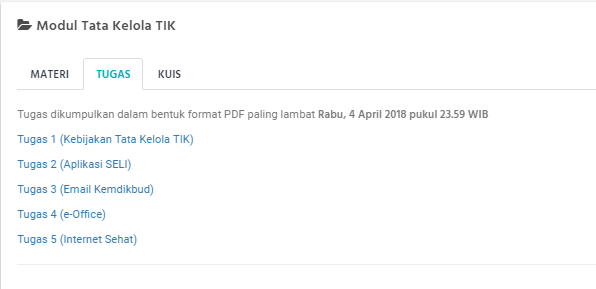 Modul Tata Kelola TIK
MATERI TUGAS KUIS
Tugas dikumpulkan dalam bentuk format PDF paling lambat Rabu, 4 April 2018 pukul 23.59 WIB
Tugas 1 (Kebijakan Tata Kelola TIK)
Tugas 2 (Aplikasi SELI)
Tugas 3 (Email Kemdikbud)
Tugas 4 (e-Office)
Tugas 5 (Internet Sehat)